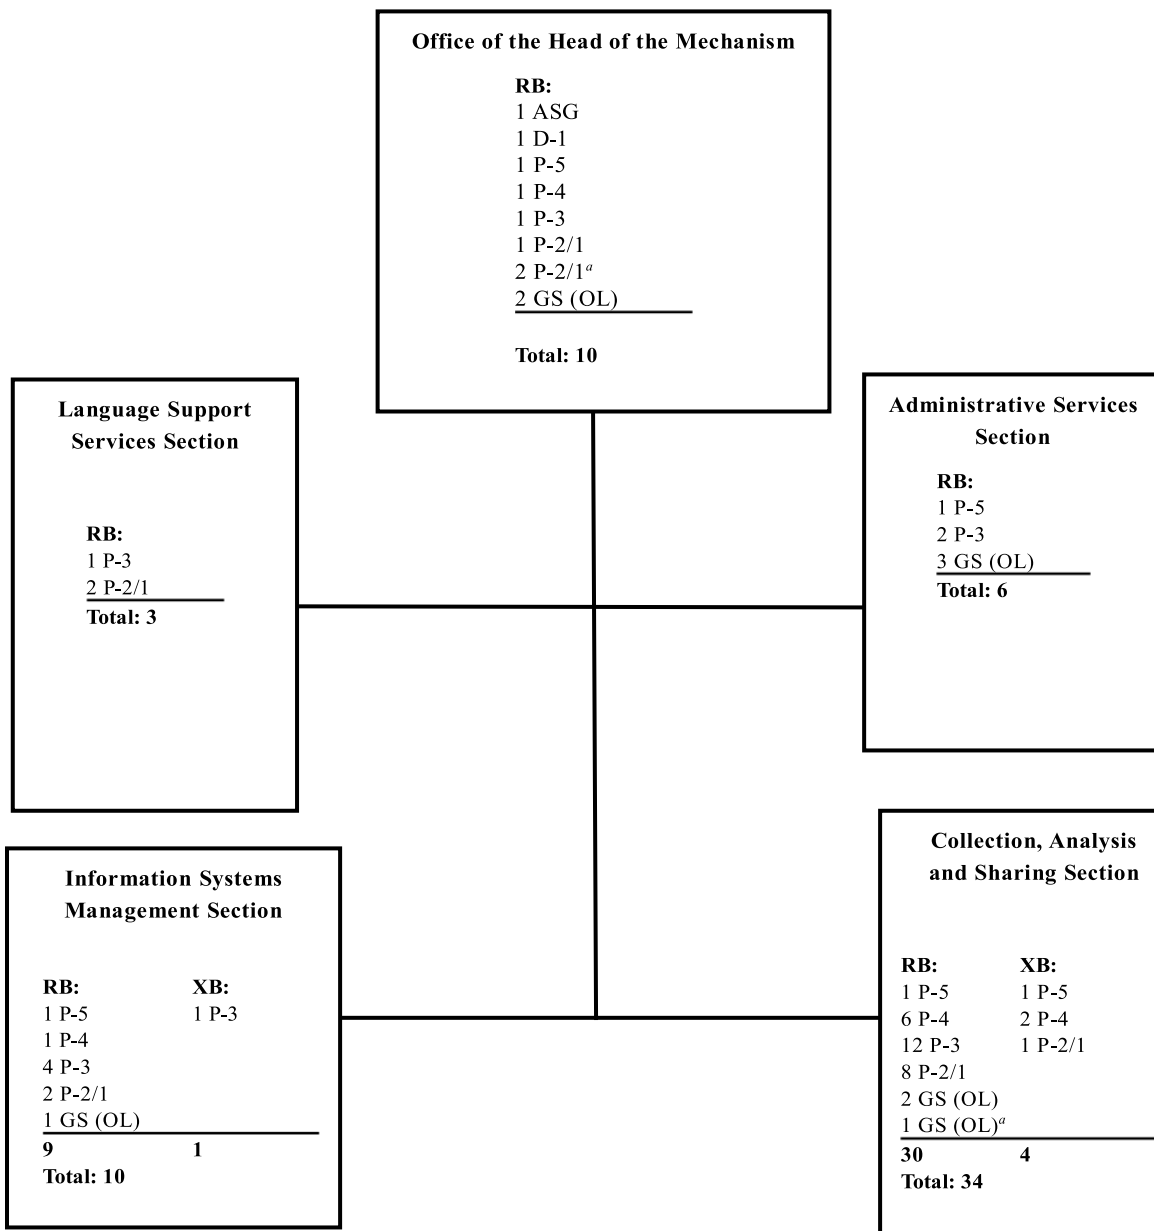 Office of the Head of the Mechanism
RB:
1 ASG
1 D-1
1 P-5
1 P-4
1 P-3
1 P-2/1
2 P-2/1ᵃ
2 GS (OL)
Total: 10
Language Support
Services Section
RB:
1 P-3
2 P-2/1
Total: 3
Administrative Services
Section
RB:
1 P-5
2 P-3
3 GS (OL)
Total: 6
Information Systems
Management Section
RB: XB:
1 P-5 1 P-3
1 P-4
4 P-3
2 P-2/1
1 GS (OL)
9 1
Total: 10
Collection, Analysis
and Sharing Section
RB: XB:
1 P-5 1 P-5
6 P-4 2 P-4
12 P-3 1 P-2/1
8 P-2/1
2 GS (OL)
1 GS (OL)ᵃ
30 4
Total: 34